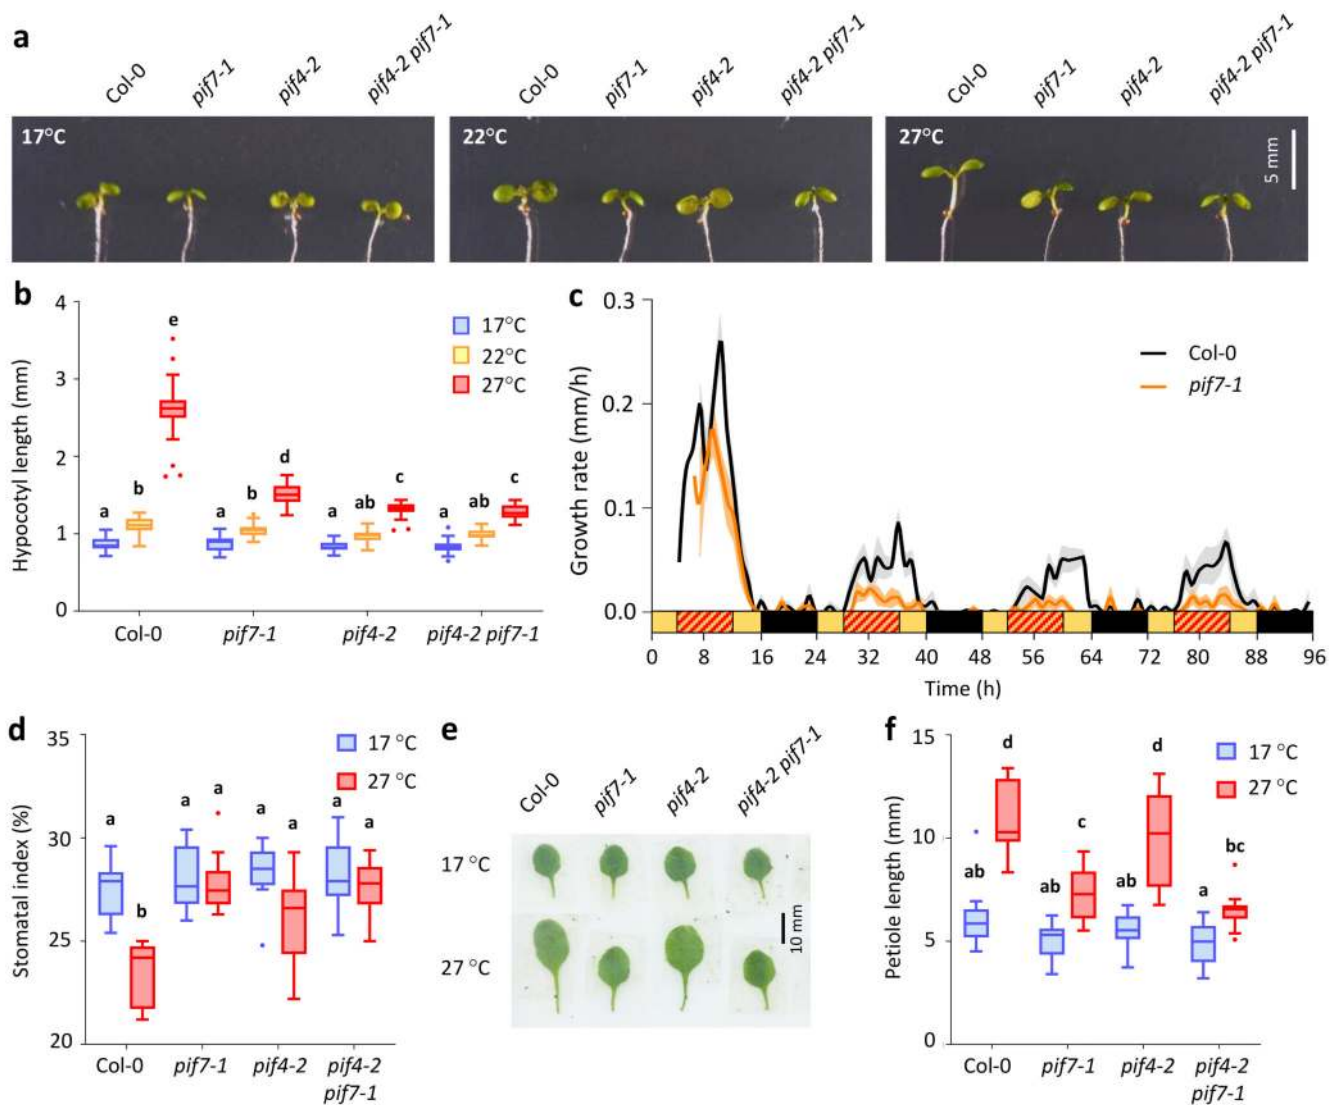 a
Col-0 pif7-1 pif4-2 pif4-2 pif7-1 Col-0 pif7-1 pif4-2 pif4-2 pif7-1 Col-0 pif7-1 pif4-2 pif4-2 pif7-1
17°C 22°C 27°C
5 mm
b
Hypocotyl length (mm)
4
3
2
1
0
17°C
22°C
27°C
a b e
a b d
a ab c
a ab c
Col-0 pif7-1 pif4-2 pif4-2 pif7-1
c
Growth rate (mm/h)
0.3
0.2
0.1
0.0
Col-0
pif7-1
0 8 16 24 32 40 48 56 64 72 80 88 96
Time (h)
d
Stomatal index (%)
35
30
25
20
17 °C
27 °C
a b a a a a a a
Col-0 pif7-1 pif4-2 pif4-2
pif7-1
e
Col-0 pif7-1 pif4-2 pif4-2 pif7-1
17 °C
27 °C
10 mm
f
Petiole length (mm)
15
10
5
0
17 °C
27 °C
ab d ab c ab d a bc
Col-0 pif7-1 pif4-2 pif4-2
pif7-1